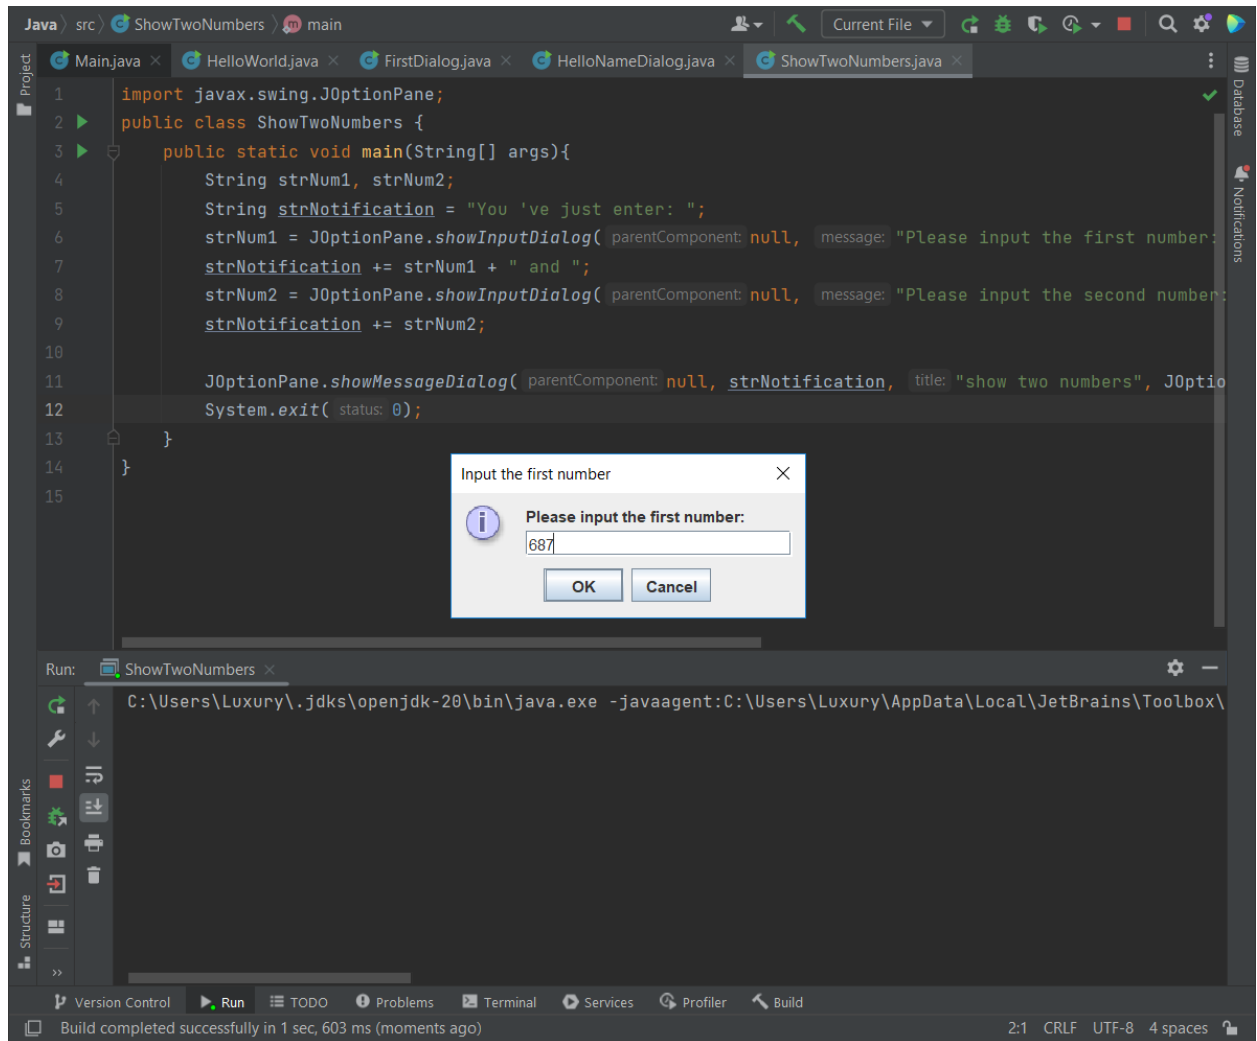 Java src ShowTwoNumbers main Current File
Main.java HelloWorld.java FirstDialog.java HelloNameDialog.java ShowTwoNumbers.java
Project
Database
Notifications
1 import javax.swing.JOptionPane;
2 public class ShowTwoNumbers {
3 public static void main(String[] args){
4 String strNum1, strNum2;
5 String strNotification = "You 've just enter: ";
6 strNum1 = JOptionPane.showInputDialog( parentComponent: null, message: "Please input the first number:
7 strNotification += strNum1 + " and ";
8 strNum2 = JOptionPane.showInputDialog( parentComponent: null, message: "Please input the second number:
9 strNotification += strNum2;
10
11 JOptionPane.showMessageDialog( parentComponent: null, strNotification, title: "show two numbers", JOptio
12 System.exit( status: 0);
13 }
14 }
15
Input the first number
Please input the first number:
687
OK Cancel
Run: ShowTwoNumbers
C:\Users\Luxury\.jdks\openjdk-20\bin\java.exe -javaagent:C:\Users\Luxury\AppData\Local\JetBrains\Toolbox\
Bookmarks
Structure
Version Control Run TODO Problems Terminal Services Profiler Build
Build completed successfully in 1 sec, 603 ms (moments ago) 2:1 CRLF UTF-8 4 spaces